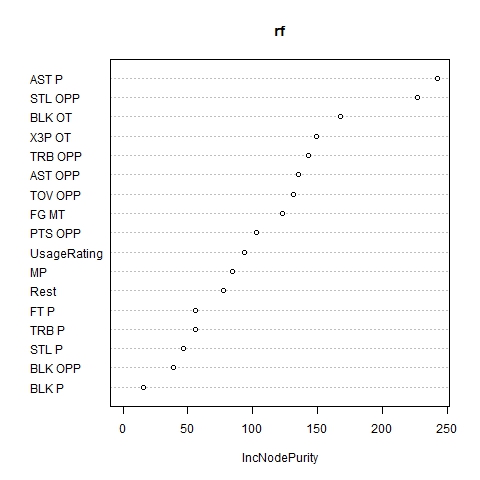 rf
AST P
STL OPP
BLK OT
X3P OT
TRB OPP
AST OPP
TOV OPP
FG MT
PTS OPP
UsageRating
MP
Rest
FT P
TRB P
STL P
BLK OPP
BLK P
0 50 100 150 200 250
IncNodePurity